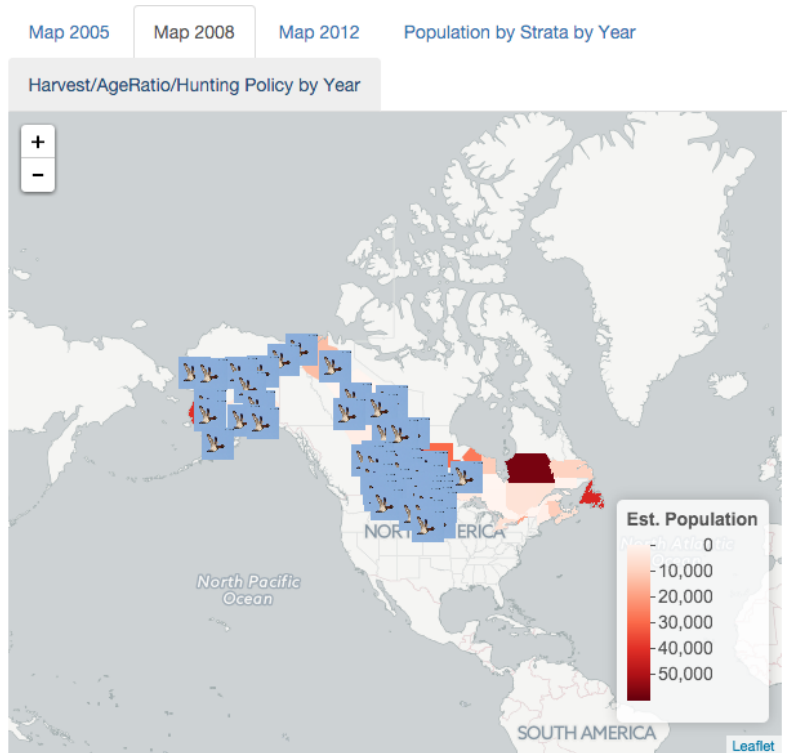 Map 2005 Map 2008 Map 2012 Population by Strata by Year
Harvest/AgeRatio/Hunting Policy by Year
+
−
Est. Population
0
10,000
20,000
30,000
40,000
50,000
North Atlantic
NORTH AMERICA
North Pacific
Ocean
SOUTH AMERICA
Leaflet